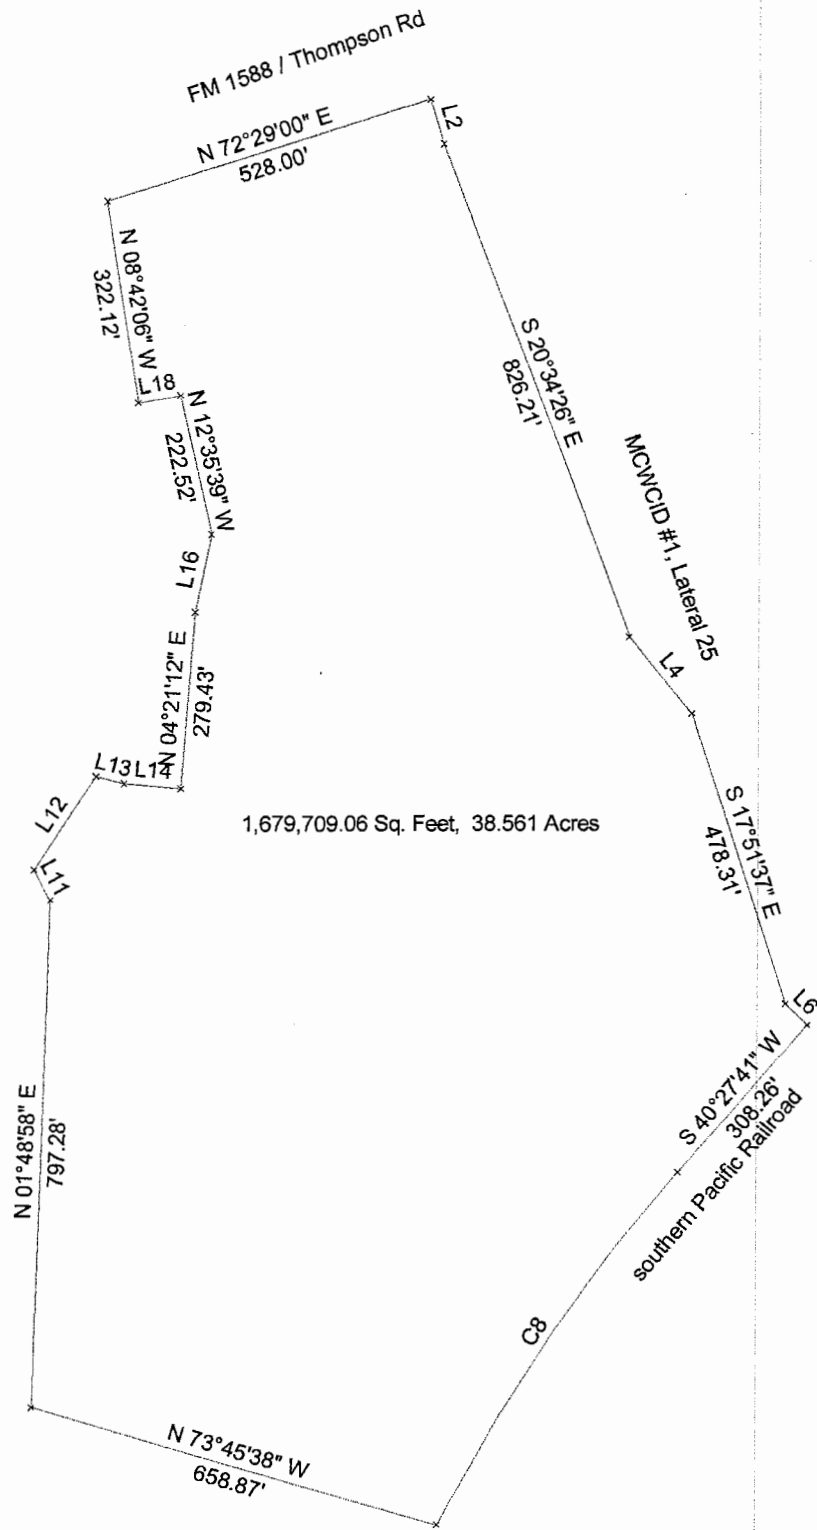 FM 1588 / Thompson Rd
N 72°29'00" E
528.00'
L2
N 08°42'06" W
322.12'
L18
N 12°35'39" W
222.52'
S 20°34'26" E
826.21'
MCWCID #1, Lateral 25
L16
L4
N 04°21'12" E
279.43'
L13
L14
L12
L11
1,679,709.06 Sq. Feet, 38.561 Acres
S 17°51'37" E
478.31'
L6
S 40°27'41" W
308.26'
southern Pacific Railroad
N 01°48'58" E
797.28'
C8
N 73°45'38" W
658.87'